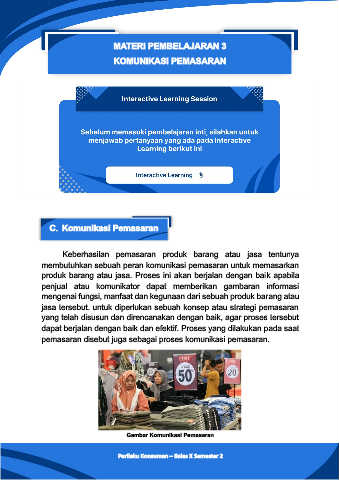 MATERI PEMBELAJARAN 3
KOMUNIKASI PEMASARAN
Interactive Learning Session
Sebelum memasuki pembelajaran inti, silahkan untuk
menjawab pertanyaan yang ada pada Interactive
Learning berikut ini
Interactive Learning
C. Komunikasi Pemasaran
Keberhasilan pemasaran produk barang atau jasa tentunya
membutuhkan sebuah peran komunikasi pemasaran untuk memasarkan
produk barang atau jasa. Proses ini akan berjalan dengan baik apabila
penjual atau komunikator dapat memberikan gambaran informasi
mengenai fungsi, manfaat dan kegunaan dari sebuah produk barang atau
jasa tersebut. untuk diperlukan sebuah konsep atau strategi pemasaran
yang telah disusun dan direncanakan dengan baik, agar proses tersebut
dapat berjalan dengan baik dan efektif. Proses yang dilakukan pada saat
pemasaran disebut juga sebagai proses komunikasi pemasaran.
50
20
Gambar Komunikasi Pemasaran
Perilaku Konsumen – Kelas X Semester 2